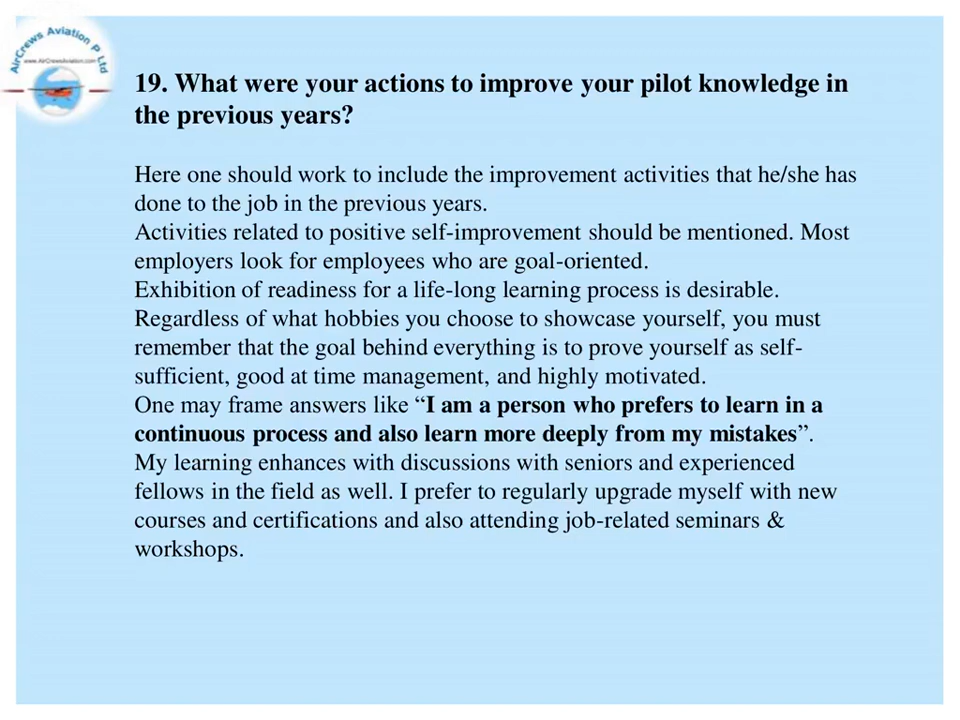 AirCrews Aviation P Ltd
www.AirCrewsAviation.com
19. What were your actions to improve your pilot knowledge in
the previous years?
Here one should work to include the improvement activities that he/she has
done to the job in the previous years.
Activities related to positive self-improvement should be mentioned. Most
employers look for employees who are goal-oriented.
Exhibition of readiness for a life-long learning process is desirable.
Regardless of what hobbies you choose to showcase yourself, you must
remember that the goal behind everything is to prove yourself as self-
sufficient, good at time management, and highly motivated.
One may frame answers like “I am a person who prefers to learn in a
continuous process and also learn more deeply from my mistakes”.
My learning enhances with discussions with seniors and experienced
fellows in the field as well. I prefer to regularly upgrade myself with new
courses and certifications and also attending job-related seminars &
workshops.